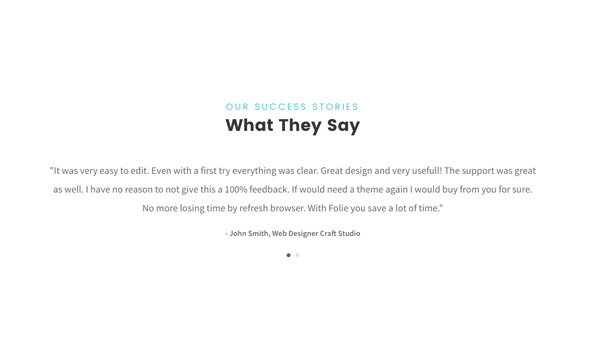 OUR SUCCESS STORIES
What They Say
"It was very easy to edit. Even with a first try everything was clear. Great design and very usefull! The support was great
as well. I have no reason to not give this a 100% feedback. If would need a theme again I would buy from you for sure.
No more losing time by refresh browser. With Folie you save a lot of time."
- John Smith, Web Designer Craft Studio